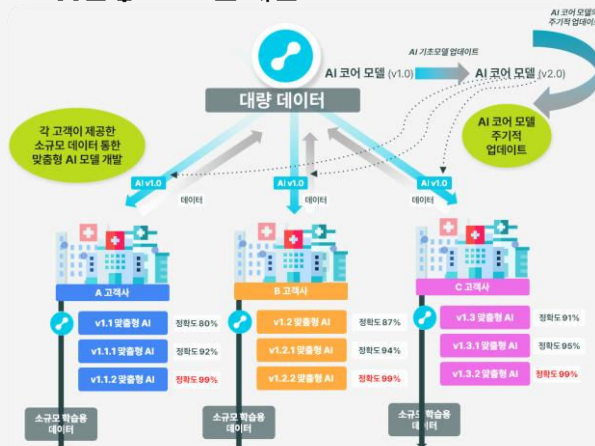 AI 코어 모델의
주기적 업데이트
AI 기초모델 업데이트
AI 코어 모델 (v1.0)
AI 코어 모델 (v2.0)
대량 데이터
각 고객이 제공한
소규모 데이터 통한
맞춤형 AI 모델 개발
AI 코어 모델
주기적
업데이트
AI v1.0
데이터
AI v1.0
데이터
AI v1.0
데이터
A 고객사
v1.1 맞춤형 AI
정확도 80%
v1.1.1 맞춤형 AI
정확도 92%
v1.1.2 맞춤형 AI
정확도 99%
소규모 학습용
데이터
B 고객사
v1.2 맞춤형 AI
정확도 87%
v1.2.1 맞춤형 AI
정확도 94%
v1.2.2 맞춤형 AI
정확도 99%
소규모 학습용
데이터
C 고객사
v1.3 맞춤형 AI
정확도 91%
v1.3.1 맞춤형 AI
정확도 95%
v1.3.2 맞춤형 AI
정확도 99%
소규모 학습용
데이터